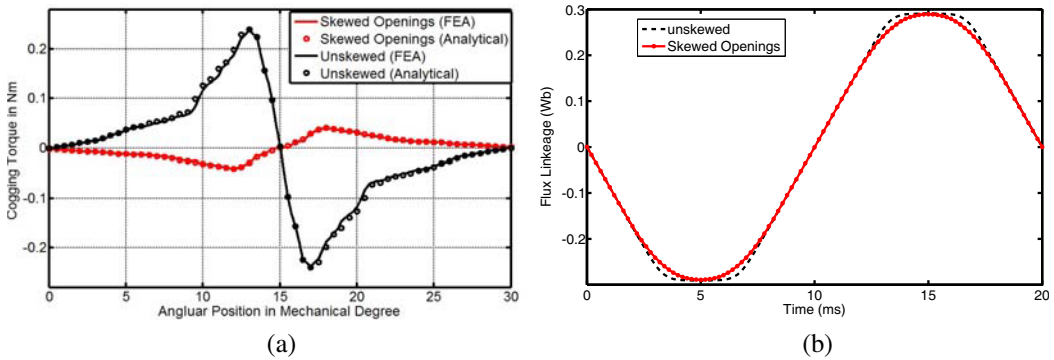 Skewed Openings (FEA)
Skewed Openings (Analytical)
Unskewed (FEA)
Unskewed (Analytical)
Cogging Torque in Nm
0.2
0.1
0
-0.1
-0.2
0 5 10 15 20 25 30
Angluar Position in Mechanical Degree
(a)
unskewed
Skewed Openings
Flux Linkeage (Wb)
0.3
0.2
0.1
0
-0.1
-0.2
0 5 10 15 20
Time (ms)
(b)